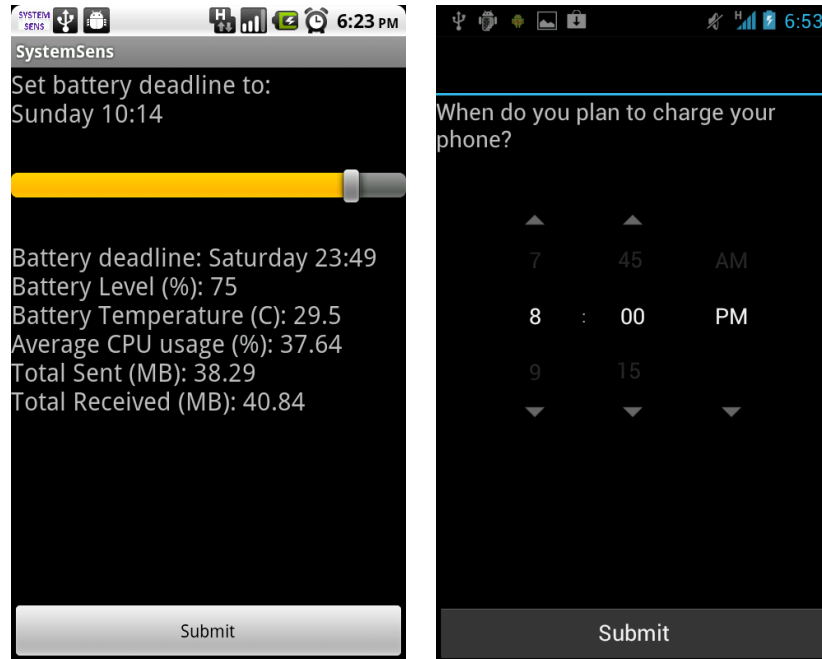 SYSTEM
SENS
H
6:23 PM
SystemSens
Set battery deadline to:
Sunday 10:14
Battery deadline: Saturday 23:49
Battery Level (%): 75
Battery Temperature (C): 29.5
Average CPU usage (%): 37.64
Total Sent (MB): 38.29
Total Received (MB): 40.84
Submit
H
6:53
When do you plan to charge your
phone?
7 45 AM
8 : 00 PM
9 15
Submit